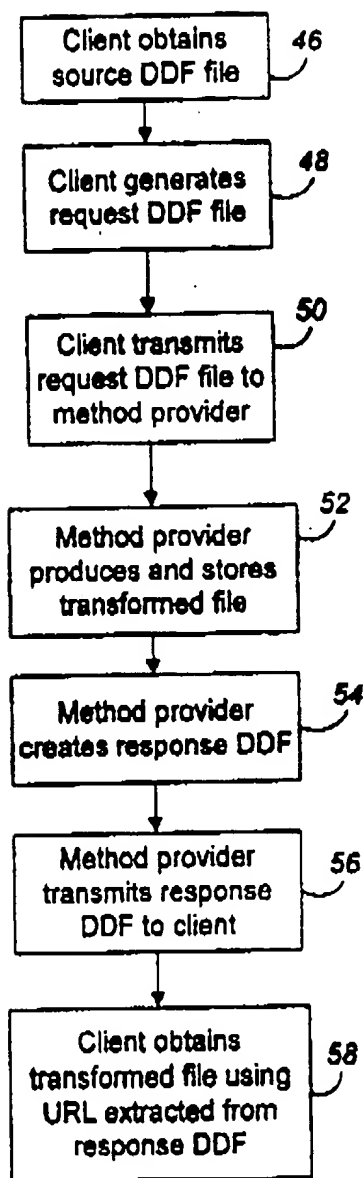 Client obtains
source DDF file
46
Client generates
request DDF file
48
Client transmits
request DDF file to
method provider
50
Method provider
produces and stores
transformed file
52
Method provider
creates response DDF
54
Method provider
transmits response
DDF to client
56
Client obtains
transformed file using
URL extracted from
response DDF
58